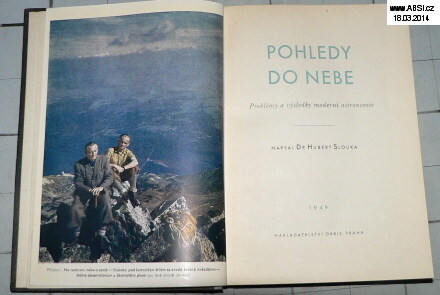 www.ABSI.cz
18.03.2014
POHLEDY
DO NEBE
Problémy a výsledky moderní astronomie
NAPSAL DR HUBERT SLOUKA
1949
NAKLADATELSTVÍ ORBIS, PRAHA